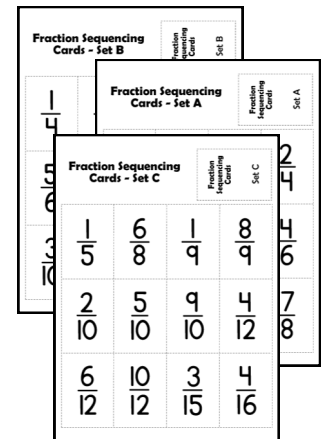 Fraction Sequencing
Cards - Set B
Fraction
Sequencing
Cards
Set B
1/4
5/6
Fraction Sequencing
Cards - Set A
Fraction
Sequencing
Cards
Set A
2/4
4/6
7/8
Fraction Sequencing
Cards - Set C
Fraction
Sequencing
Cards
Set C
1/5 6/8 1/9 8/9
2/10 5/10 9/10 4/12
6/12 10/12 3/15 4/16